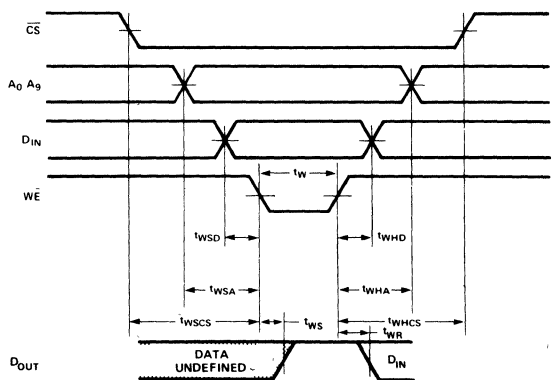 CS
A0 A9
DIN
tW
WE
tWSD
tWHD
tWSA
tWHA
tWSCS
tWS
tWHCS
tWR
DOUT
DATA
UNDEFINED
DIN